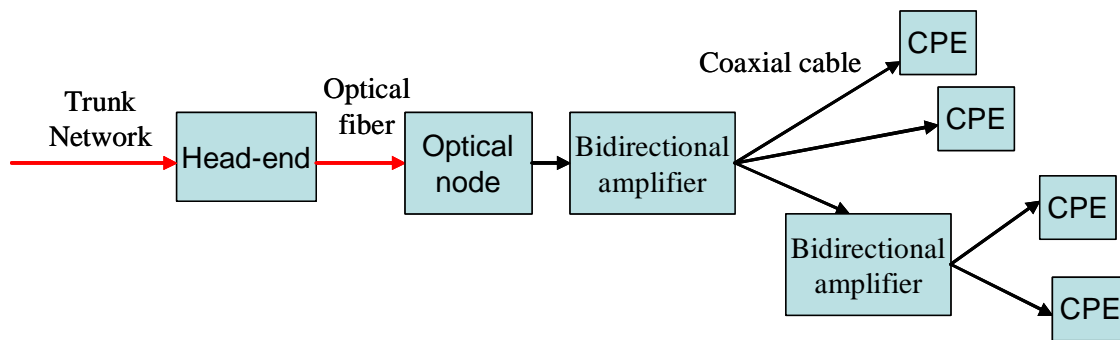 Trunk
Network
Head-end
Optical
fiber
Optical
node
Bidirectional
amplifier
Coaxial cable
CPE
CPE
Bidirectional
amplifier
CPE
CPE